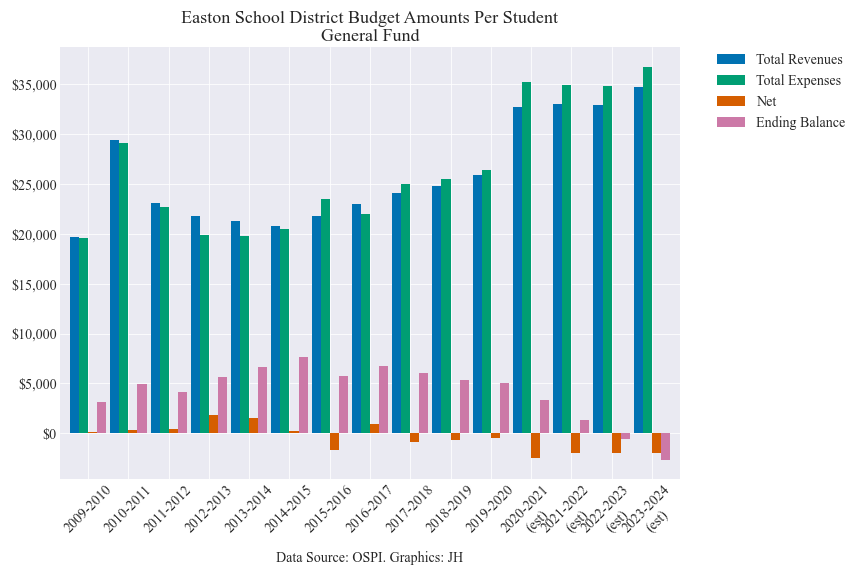 Easton School District Budget Amounts Per Student
General Fund
Total Revenues
Total Expenses
Net
Ending Balance
$35,000
$30,000
$25,000
$20,000
$15,000
$10,000
$5,000
$0
2009-2010
2010-2011
2011-2012
2012-2013
2013-2014
2014-2015
2015-2016
2016-2017
2017-2018
2018-2019
2019-2020
2020-2021
(est)
2021-2022
(est)
2022-2023
(est)
2023-2024
(est)
Data Source: OSPI. Graphics: JH